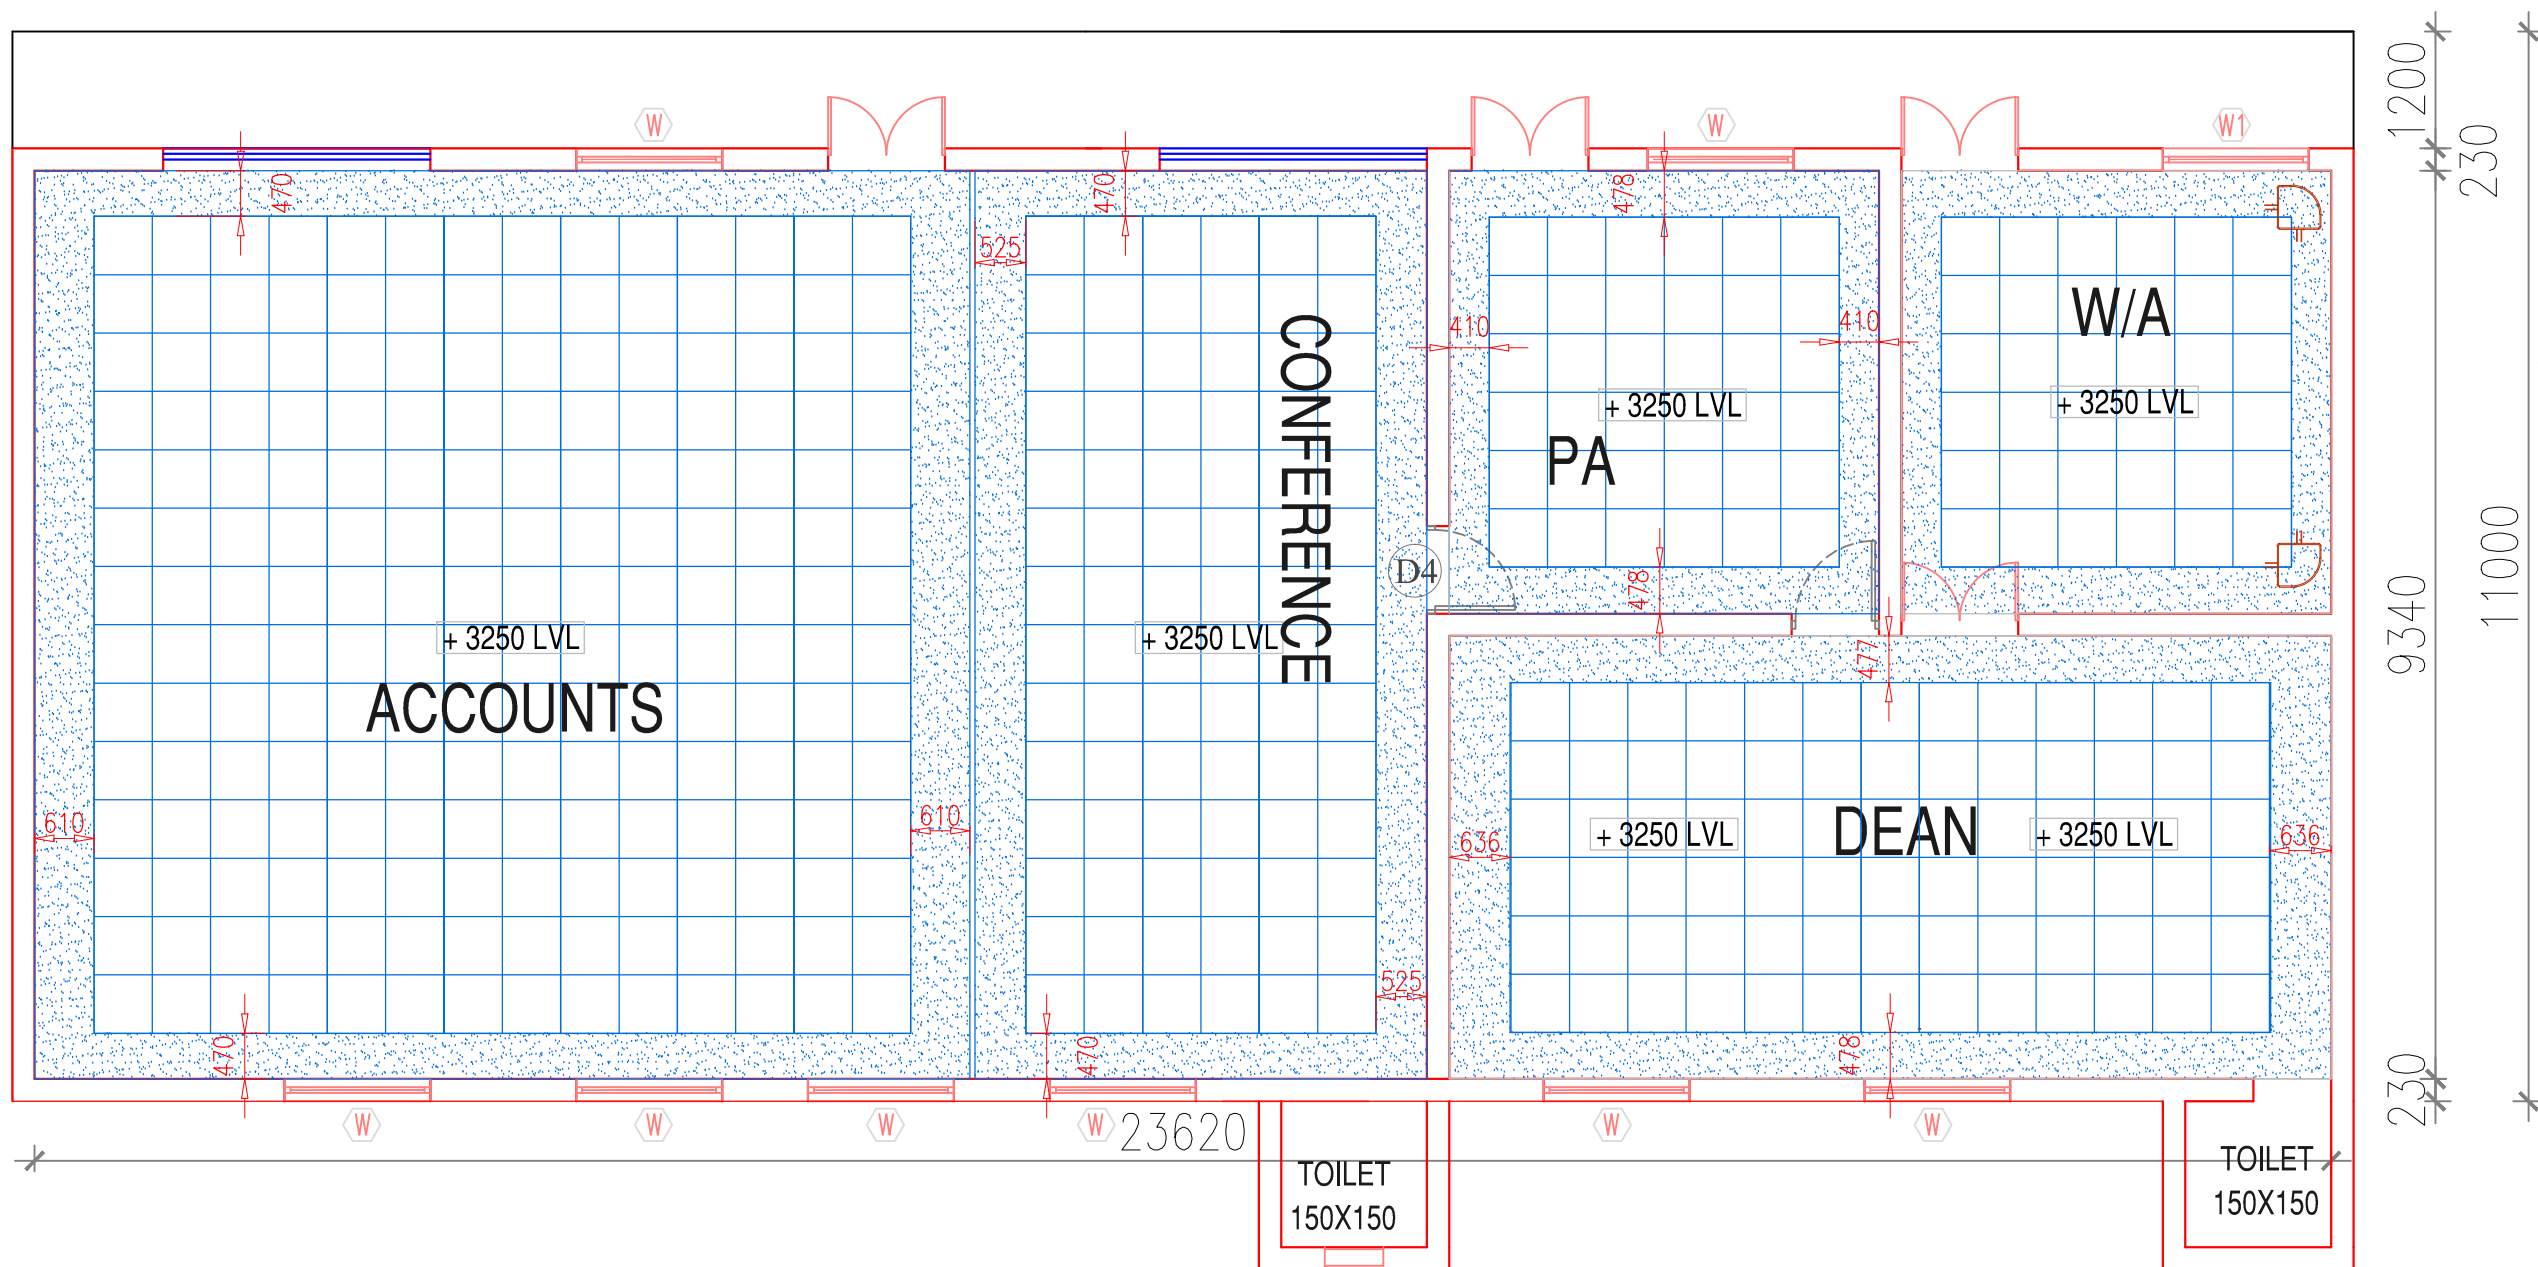 1200
W
W
W1
230
470
470
478
525
W/A
410
410
+ 3250 LVL
+ 3250 LVL
CONFERENCE
PA
D4
11000
478
9340
+ 3250 LVL
+ 3250 LVL
477
ACCOUNTS
610
610
636
+ 3250 LVL
DEAN
+ 3250 LVL
636
525
470
470
478
230
W
W
W
W
23620
W
W
TOILET
150X150
TOILET
150X150